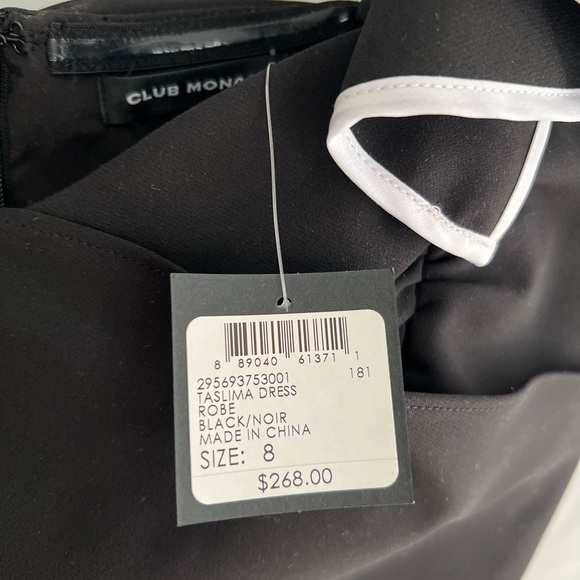 CLUB MONA
8 89040 61371 1
295693753001 181
TASLIMA DRESS
ROBE
BLACK/NOIR
MADE IN CHINA
SIZE: 8
$268.00